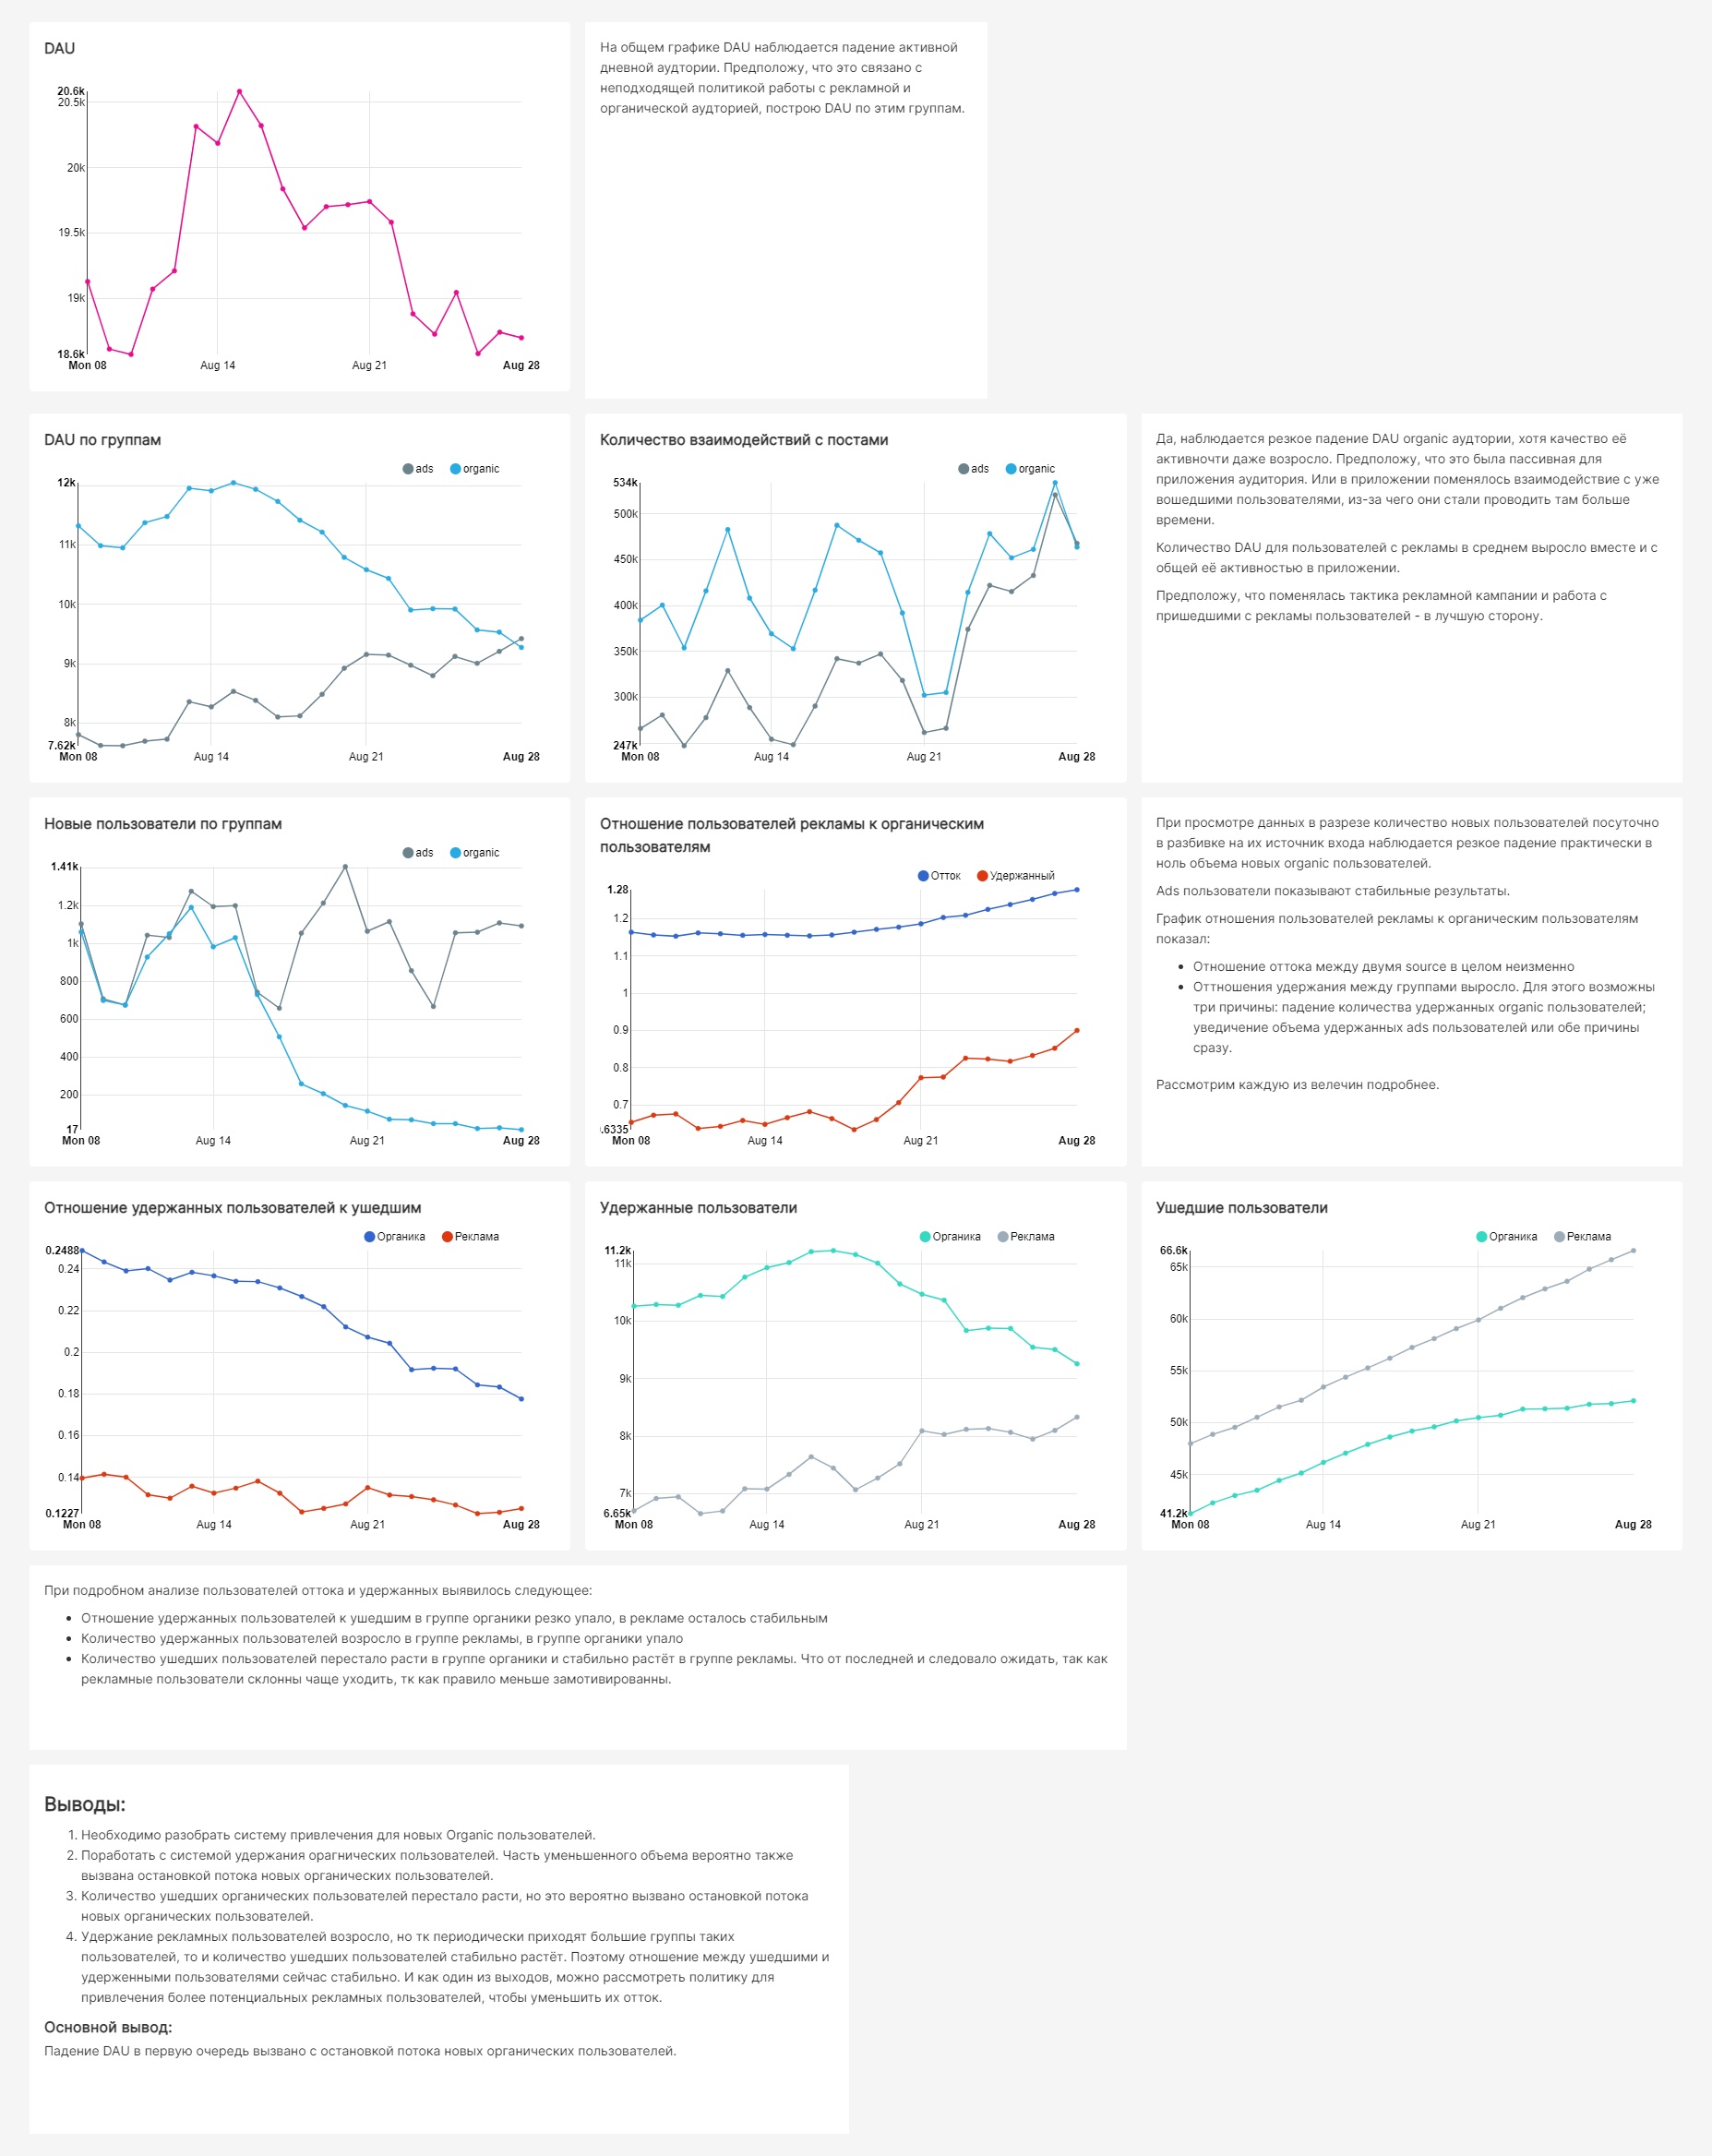 DAU
20.6k
20.5k
20k
19.5k
19k
18.6k
Mon 08
Aug 14
Aug 21
Aug 28
На общем графике DAU наблюдается падение активной
дневной аудтории. Предположу, что это связано с
неподходящей политикой работы с рекламной и
органической аудторией, построю DAU по этим группам.
DAU по группам
ads
organic
12k
11k
10k
9k
8k
7.62k
Mon 08
Aug 14
Aug 21
Aug 28
Количество взаимодействий с постами
ads
organic
534k
500k
450k
400k
350k
300k
247k
Mon 08
Aug 14
Aug 21
Aug 28
Да, наблюдается резкое падение DAU organic аудтории, хотя качество её
активночти даже возросло. Предположу, что это была пассивная для
приложения аудитория. Или в приложении поменялось взаимодействие с уже
вошедшими пользователями, из-за чего они стали проводить там больше
времени.
Количество DAU для пользователей с рекламы в среднем выросло вместе и с
общей её активностью в приложении.
Предположу, что поменялась тактика рекламной кампании и работа с
пришедшими с рекламы пользователей - в лучшую сторону.
Новые пользователи по группам
ads
organic
1.41k
1.2k
1k
800
600
400
200
17
Mon 08
Aug 14
Aug 21
Aug 28
Отношение пользователей рекламы к органическим
пользователям
Отток
Удержанный
1.28
1.2
1.1
1
0.9
0.8
0.7
.6335
Mon 08
Aug 14
Aug 21
Aug 28
При просмотре данных в разрезе количество новых пользователей посуточно
в разбивке на их источник входа наблюдается резкое падение практически в
ноль объема новых organic пользователей.
Ads пользователи показывают стабильные результаты.
График отношения пользователей рекламы к органическим пользователям
показал:
• Отношение оттока между двумя source в целом неизменно
• Оттношения удержания между группами выросло. Для этого возможны
три причины: падение количества удержанных organic пользователей;
уведичение объема удержанных ads пользователей или обе причины
сразу.
Рассмотрим каждую из велечин подробнее.
Отношение удержанных пользователей к ушедшим
Органика
Реклама
0.2488
0.24
0.22
0.2
0.18
0.16
0.14
0.1227
Mon 08
Aug 14
Aug 21
Aug 28
Удержанные пользователи
Органика
Реклама
11.2k
11k
10k
9k
8k
7k
6.65k
Mon 08
Aug 14
Aug 21
Aug 28
Ушедшие пользователи
Органика
Реклама
66.6k
65k
60k
55k
50k
45k
41.2k
Mon 08
Aug 14
Aug 21
Aug 28
При подробном анализе пользователей оттока и удержанных выявилось следующее:
• Отношение удержанных пользователей к ушедшим в группе органики резко упало, в рекламе осталось стабильным
• Количество удержанных пользователей возросло в группе рекламы, в группе органики упало
• Количество ушедших пользователей перестало расти в группе органики и стабильно растёт в группе рекламы. Что от последней и следовало ожидать, так как
рекламные пользователи склонны чаще уходить, тк как правило меньше замотивированны.
Выводы:
1. Необходимо разобрать систему привлечения для новых Organic пользователей.
2. Поработать с системой удержания орагнических пользователей. Часть уменьшенного объема вероятно также
вызвана остановкой потока новых органических пользователей.
3. Количество ушедших органических пользователей перестало расти, но это вероятно вызвано остановкой потока
новых органических пользователей.
4. Удержание рекламных пользователей возросло, но тк периодически приходят большие группы таких
пользователей, то и количество ушедших пользователей стабильно растёт. Поэтому отношение между ушедшими и
удерженными пользователями сейчас стабильно. И как один из выходов, можно рассмотреть политику для
привлечения более потенциальных рекламных пользователей, чтобы уменьшить их отток.
Основной вывод:
Падение DAU в первую очередь вызвано с остановкой потока новых органических пользователей.